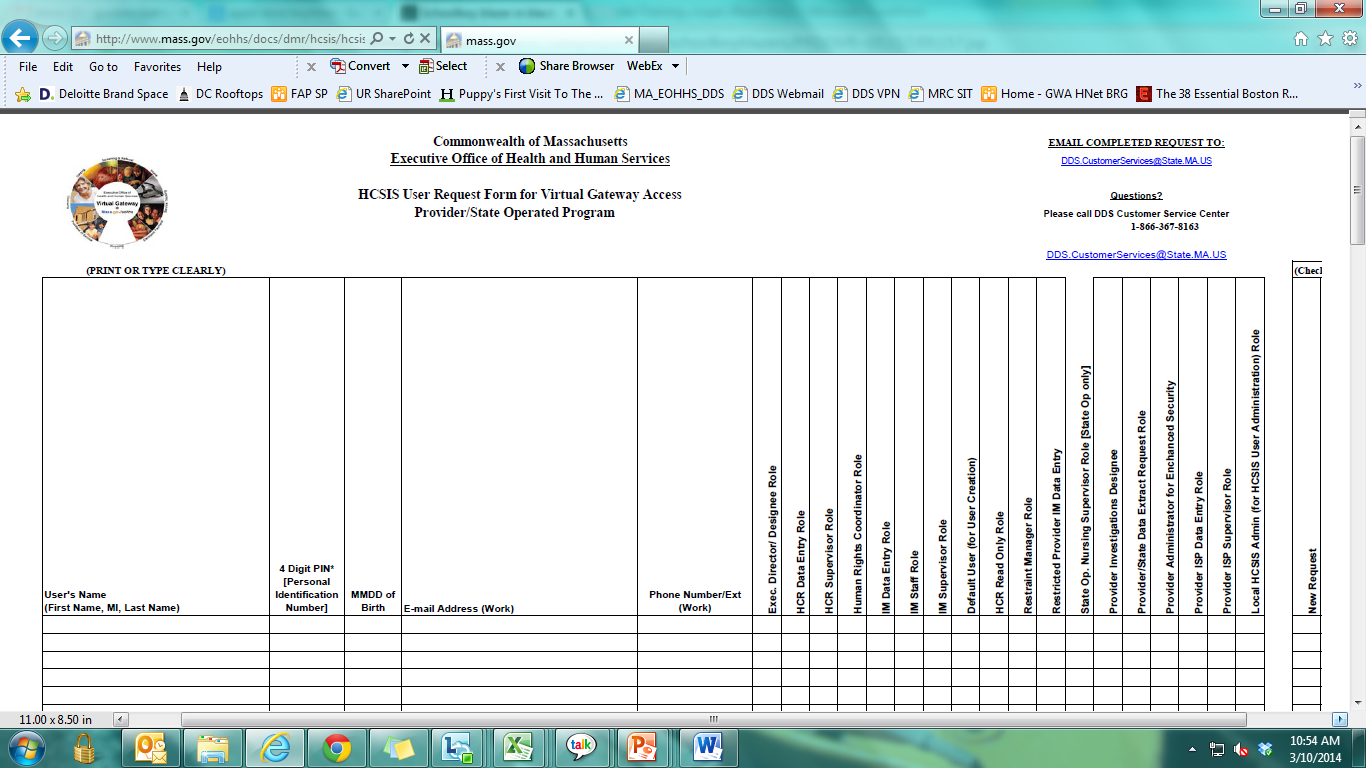 http://www.mass.gov/eohhs/docs/dmr/hcsis/hcsis
mass.gov
File Edit Go to Favorites Help
Convert Select
Share Browser WebEx
Deloitte Brand Space DC Rooftops FAP SP UR SharePoint Puppy's First Visit To The ... MA_EOHHS_DDS DDS Webmail DDS VPN MRC SIT Home - GWA HNet BRG The 38 Essential Boston R...
Commonwealth of Massachusetts
Executive Office of Health and Human Services
HCSIS User Request Form for Virtual Gateway Access
Provider/State Operated Program
EMAIL COMPLETED REQUEST TO:
DDS.CustomerServices@State.MA.US
Questions?
Please call DDS Customer Service Center
1-866-367-8163
DDS.CustomerServices@State.MA.US
Virtual Gateway
(PRINT OR TYPE CLEARLY)
(Chec
User's Name
(First Name, MI, Last Name)
4 Digit PIN*
[Personal
Identification
Number]
MMDD of
Birth
E-mail Address (Work)
Phone Number/Ext
(Work)
Exec. Director/ Designee Role
HCR Data Entry Role
HCR Supervisor Role
Human Rights Coordinator Role
IM Data Entry Role
IM Staff Role
IM Supervisor Role
Default User (for User Creation)
HCR Read Only Role
Restraint Manager Role
Restricted Provider IM Data Entry
State Op. Nursing Supervisor Role [State Op only]
Provider Investigations Designee
Provider/State Data Extract Request Role
Provider Administrator for Enchanced Security
Provider ISP Data Entry Role
Provider ISP Supervisor Role
Local HCSIS Admin (for HCSIS User Administration) Role
New Request
11.00 x 8.50 in
talk
10:54 AM
3/10/2014